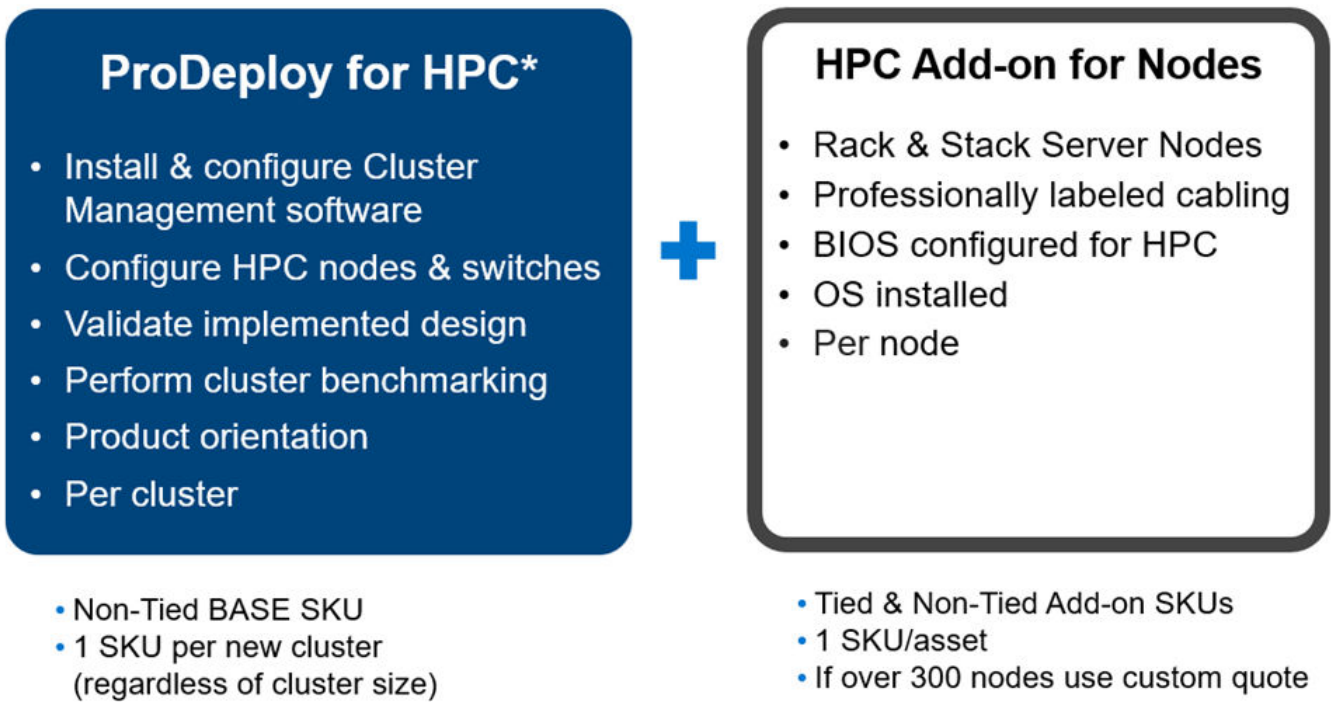 ProDeploy for HPC*
• Install & configure Cluster
Management software
• Configure HPC nodes & switches
• Validate implemented design
• Perform cluster benchmarking
• Product orientation
• Per cluster
• Non-Tied BASE SKU
• 1 SKU per new cluster
(regardless of cluster size)
+
HPC Add-on for Nodes
• Rack & Stack Server Nodes
• Professionally labeled cabling
• BIOS configured for HPC
• OS installed
• Per node
• Tied & Non-Tied Add-on SKUs
• 1 SKU/asset
• If over 300 nodes use custom quote